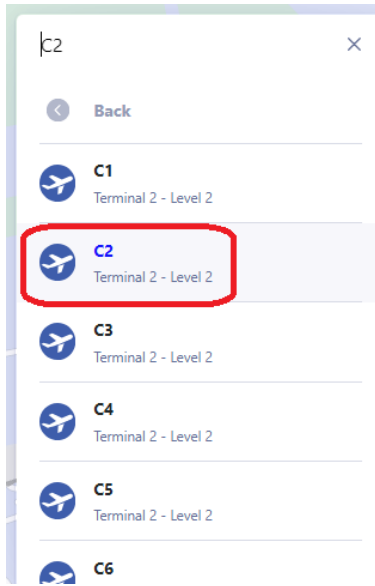 C2
Back
C1
Terminal 2 - Level 2
C2
Terminal 2 - Level 2
C3
Terminal 2 - Level 2
C4
Terminal 2 - Level 2
C5
Terminal 2 - Level 2
C6